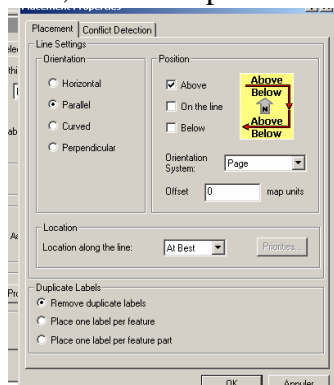 Placement Properties
Placement
Conflict Detection
Line Settings
Orientation
Horizontal
Parallel
Curved
Perpendicular
Position
Above
On the line
Below
Above
Below
N
Above
Below
Orientation
System:
Page
Offset
0
map units
Location
Location along the line:
At Best
Priorities...
Duplicate Labels
Remove duplicate labels
Place one label per feature
Place one label per feature part
OK
Annuler